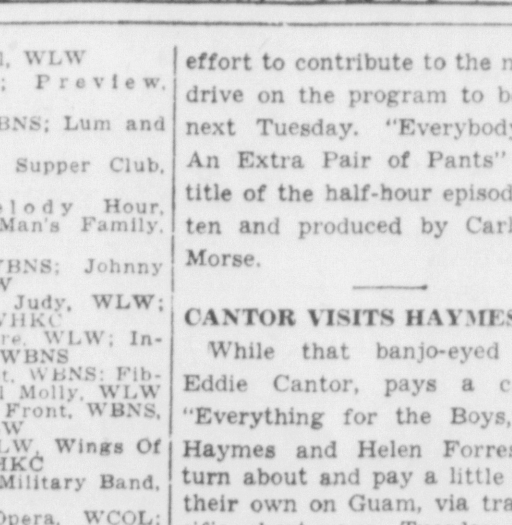 WLW
; Preview,
BNS; Lum and
Supper Club,
Hour,
Man's Family,
BNS; Johnny
Judy, WLW;
WHKC
WLW; In-
WBNS
WBNS; Fib-
Molly, WLW
Front, WBNS,
W
LW, Wings Of
HKC
Military Band,
Opera, WCOL;
effort to contribute to the
drive on the program to b
next Tuesday. "Everybody
An Extra Pair of Pants"
title of the half-hour episod
ten and produced by Carl
Morse.
CANTOR VISITS HAYMES
While that banjo-eyed
Eddie Cantor, pays a c
"Everything for the Boys,
Haymes and Helen Forres
turn about and pay a little
their own on Guam, via tra